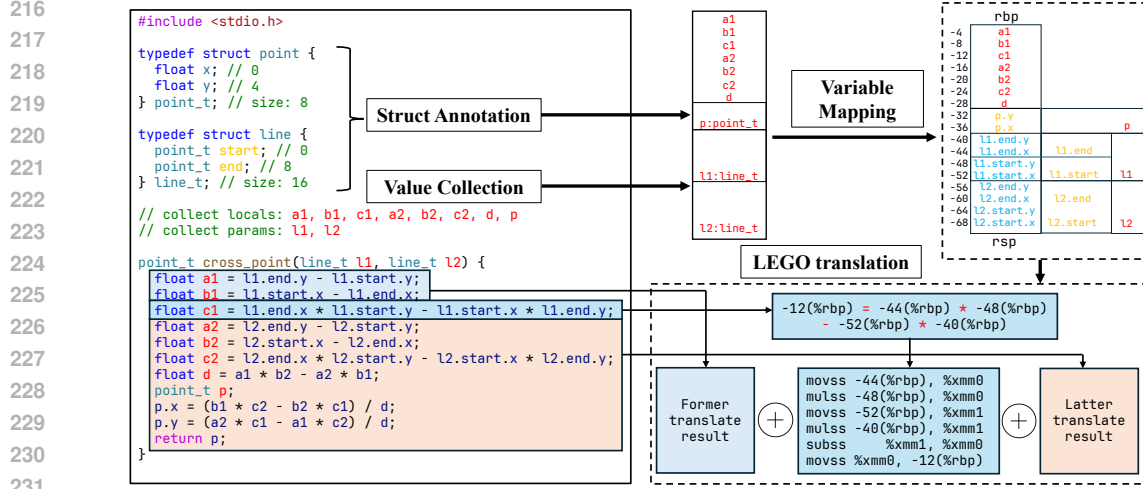 216
217
218
219
220
221
222
223
224
225
226
227
228
229
230
231
#include <stdio.h>
typedef struct point {
float x; // 0
float y; // 4
} point_t; // size: 8
typedef struct line {
point_t start; // 0
point_t end; // 8
} line_t; // size: 16
// collect locals: a1, b1, c1, a2, b2, c2, d, p
// collect params: l1, l2
point_t cross_point(line_t l1, line_t l2) {
float a1 = l1.end.y - l1.start.y;
float b1 = l1.start.x - l1.end.x;
float c1 = l1.end.x * l1.start.y - l1.start.x * l1.end.y;
float a2 = l2.end.y - l2.start.y;
float b2 = l2.start.x - l2.end.x;
float c2 = l2.end.x * l2.start.y - l2.start.x * l2.end.y;
float d = a1 * b2 - a2 * b1;
point_t p;
p.x = (b1 * c2 - b2 * c1) / d;
p.y = (a2 * c1 - a1 * c2) / d;
return p;
}
Struct Annotation
Value Collection
a1
b1
c1
a2
b2
c2
d
p:point_t
l1:line_t
l2:line_t
Variable
Mapping
rbp
-4 a1
-8 b1
-12 c1
-16 a2
-20 b2
-24 c2
-28 d
-32 p.y
-36 p.x p
-40 l1.end.y
-44 l1.end.x l1.end
-48 l1.start.y
-52 l1.start.x l1.start l1
-56 l2.end.y
-60 l2.end.x l2.end
-64 l2.start.y
-68 l2.start.x l2.start l2
rsp
LEGO translation
-12(%rbp) = -44(%rbp) * -48(%rbp)
- -52(%rbp) * -40(%rbp)
Former
translate
result
+
movss -44(%rbp), %xmm0
mulss -48(%rbp), %xmm0
movss -52(%rbp), %xmm1
mulss -40(%rbp), %xmm1
subss %xmm1, %xmm0
movss %xmm0, -12(%rbp)
+
Latter
translate
result